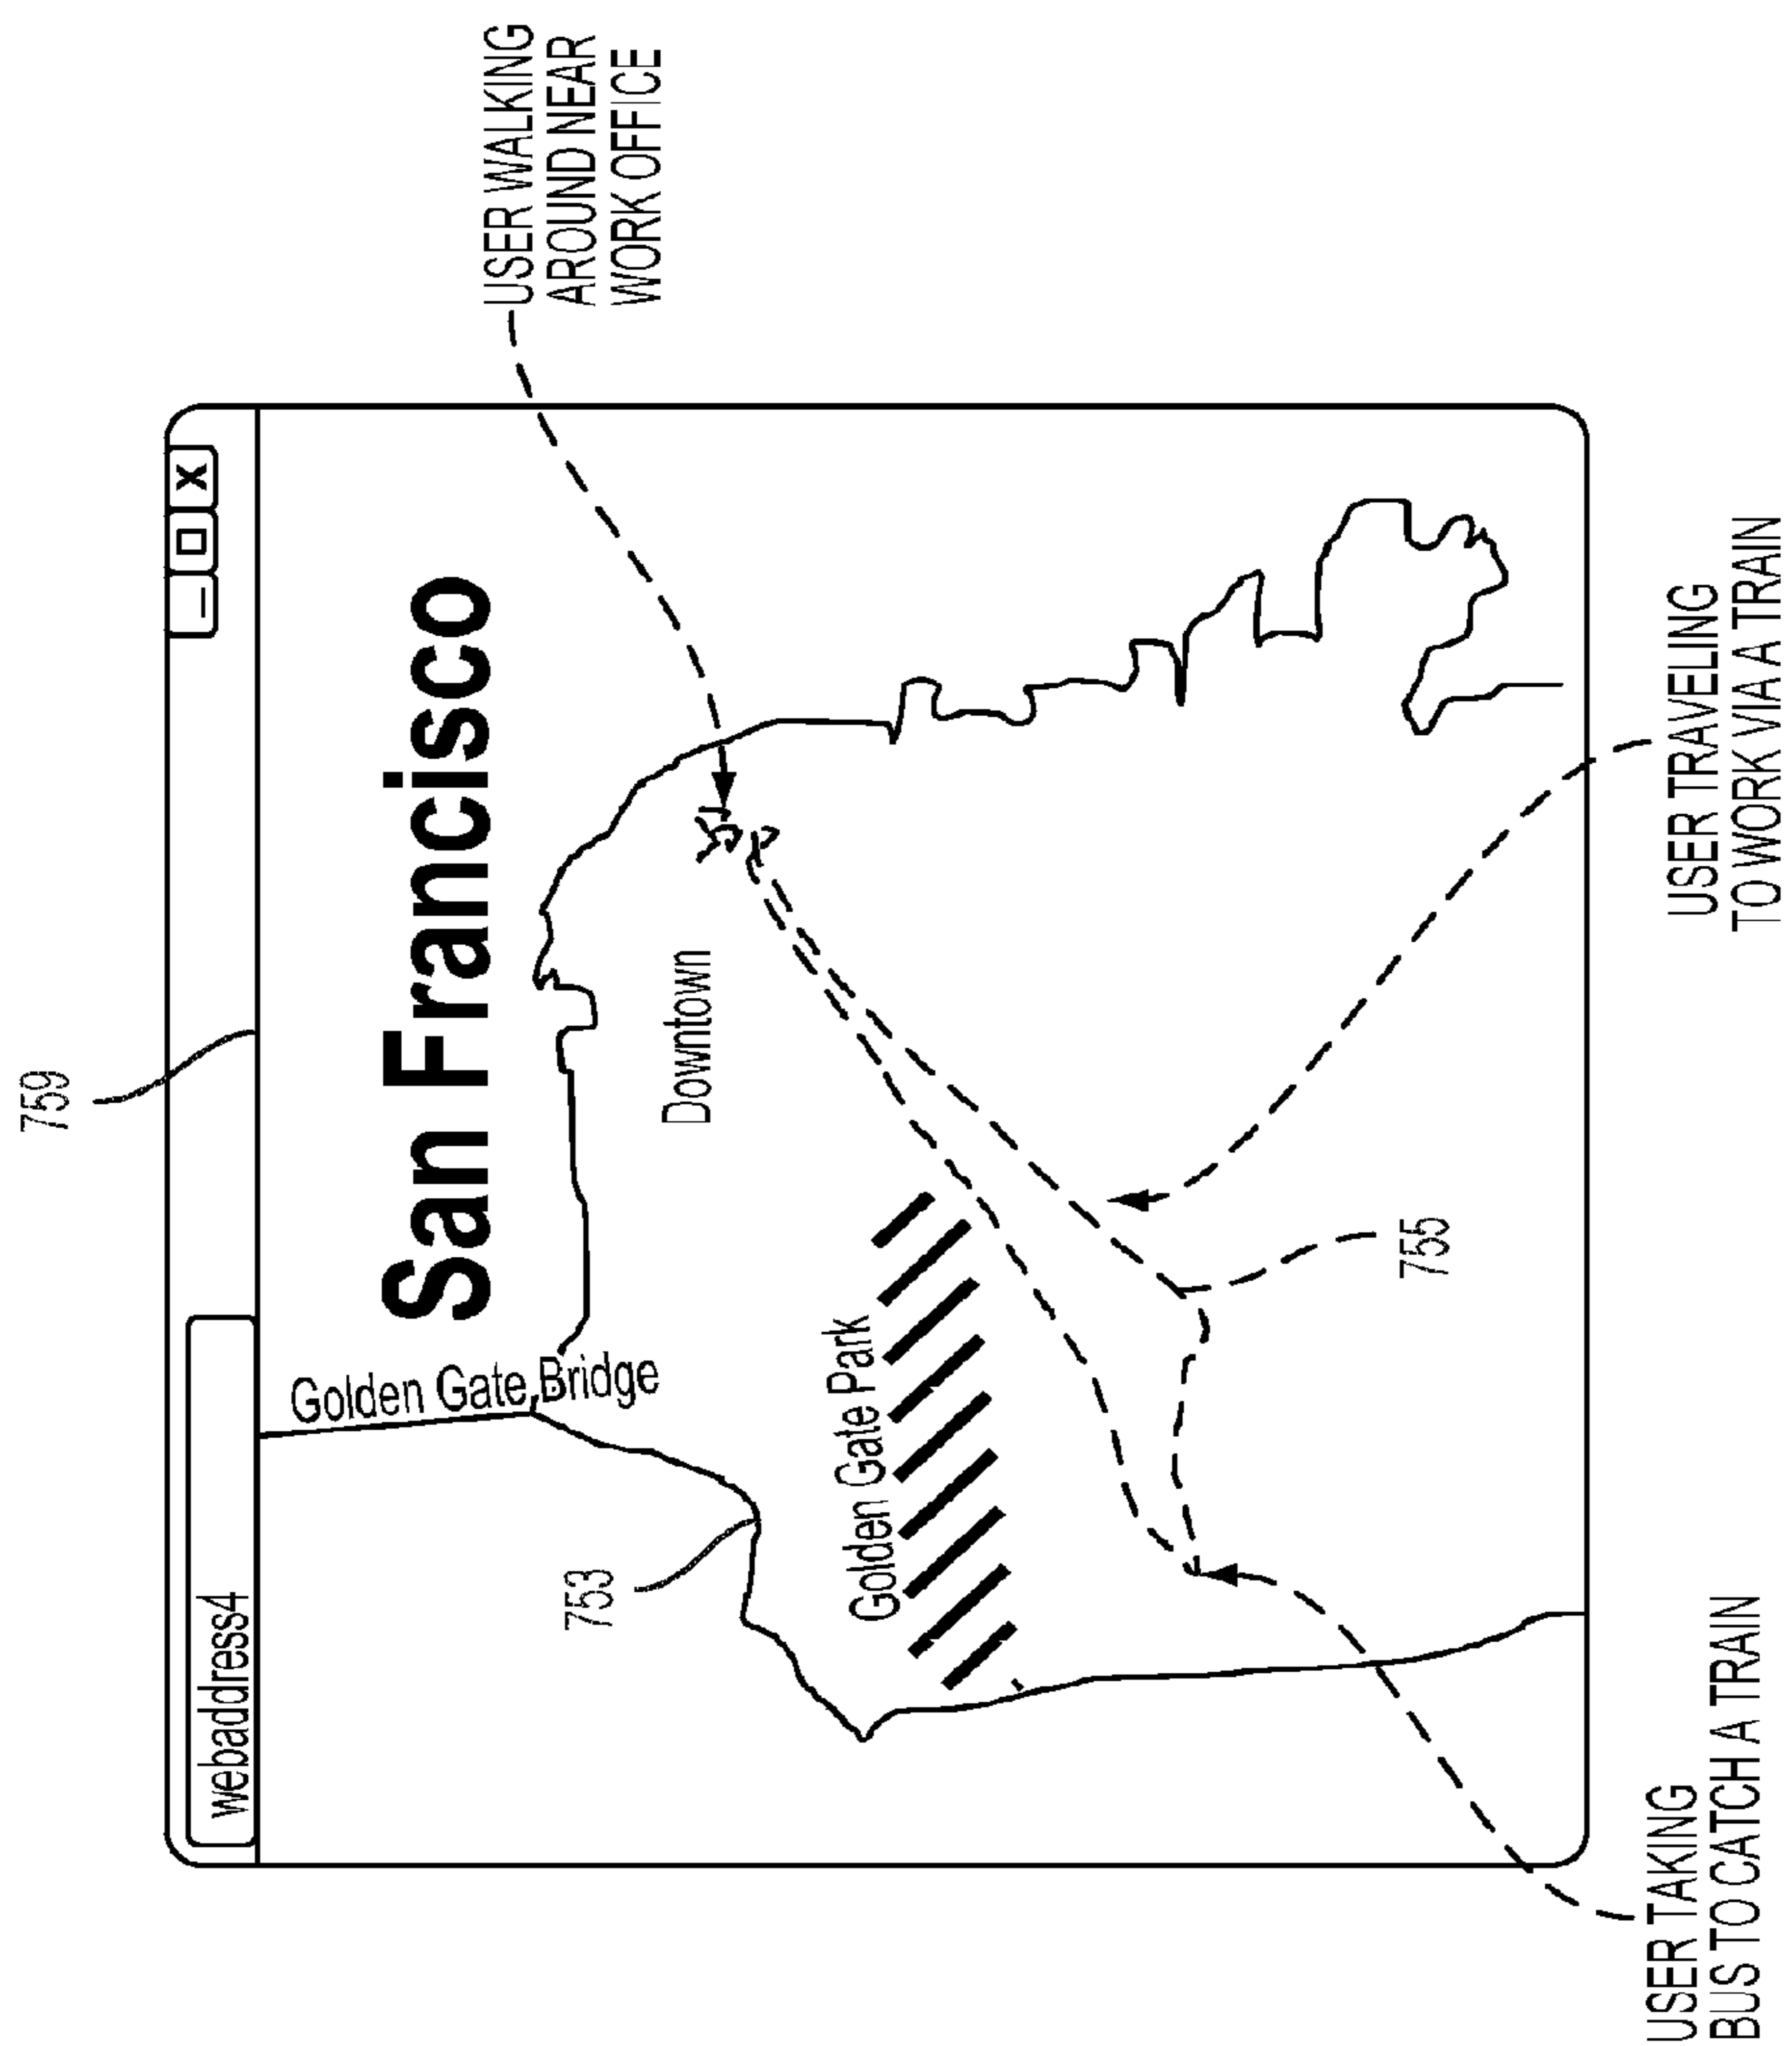 759
webaddress4
San Francisco
Golden Gate Bridge
USER WALKING
AROUND NEAR
WORK OFFICE
753
Downtown
Golden Gate Park
755
USER TAKING
BUS TO CATCH A TRAIN
USER TRAVELING
TO WORK VIA A TRAIN